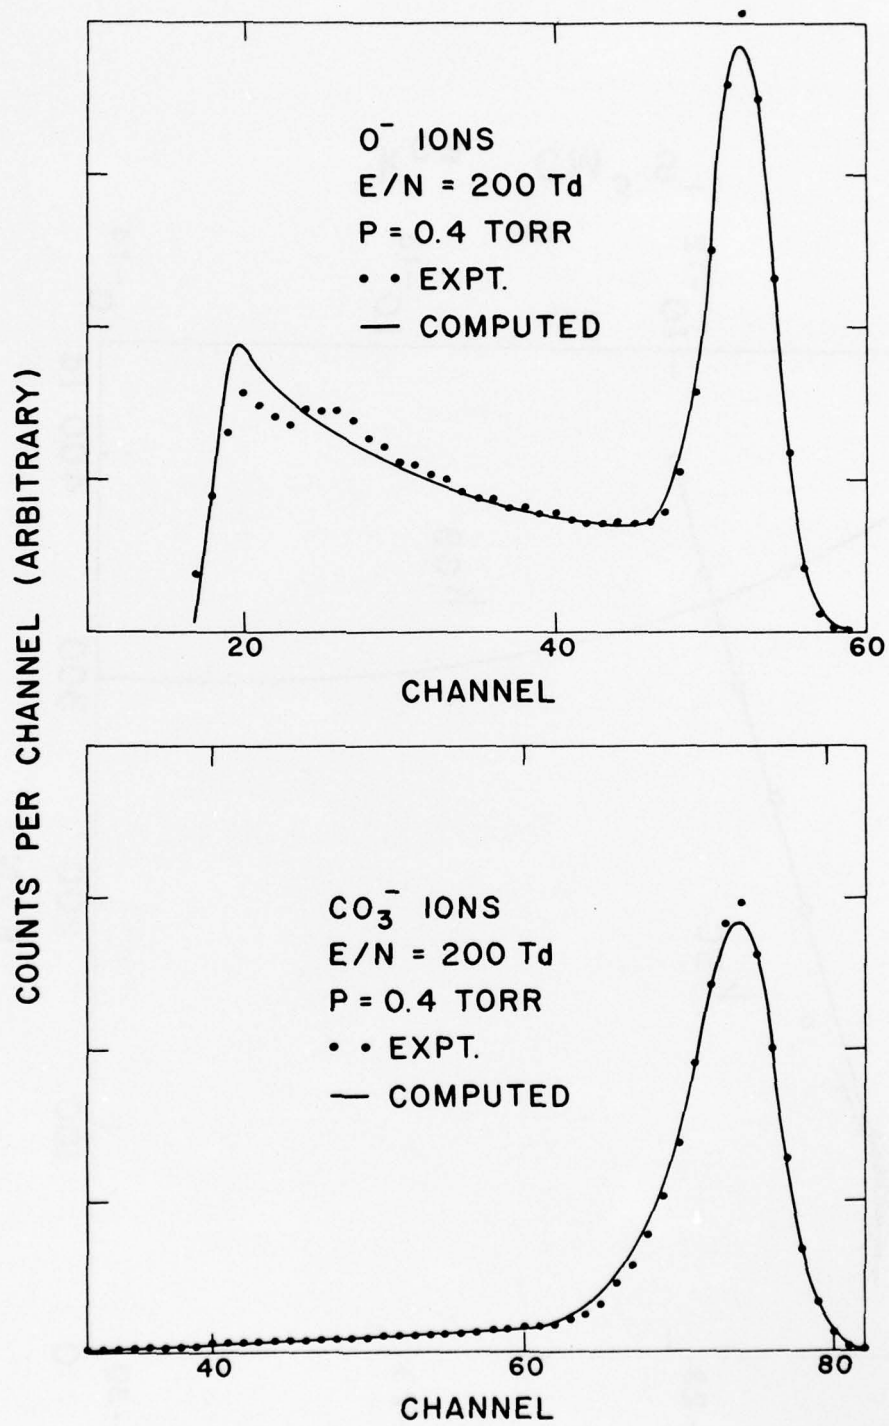 COUNTS PER CHANNEL (ARBITRARY)
O⁻ IONS
E/N = 200 Td
P = 0.4 TORR
• • EXPT.
— COMPUTED
20 40 60
CHANNEL
CO₃⁻ IONS
E/N = 200 Td
P = 0.4 TORR
• • EXPT.
— COMPUTED
40 60 80
CHANNEL